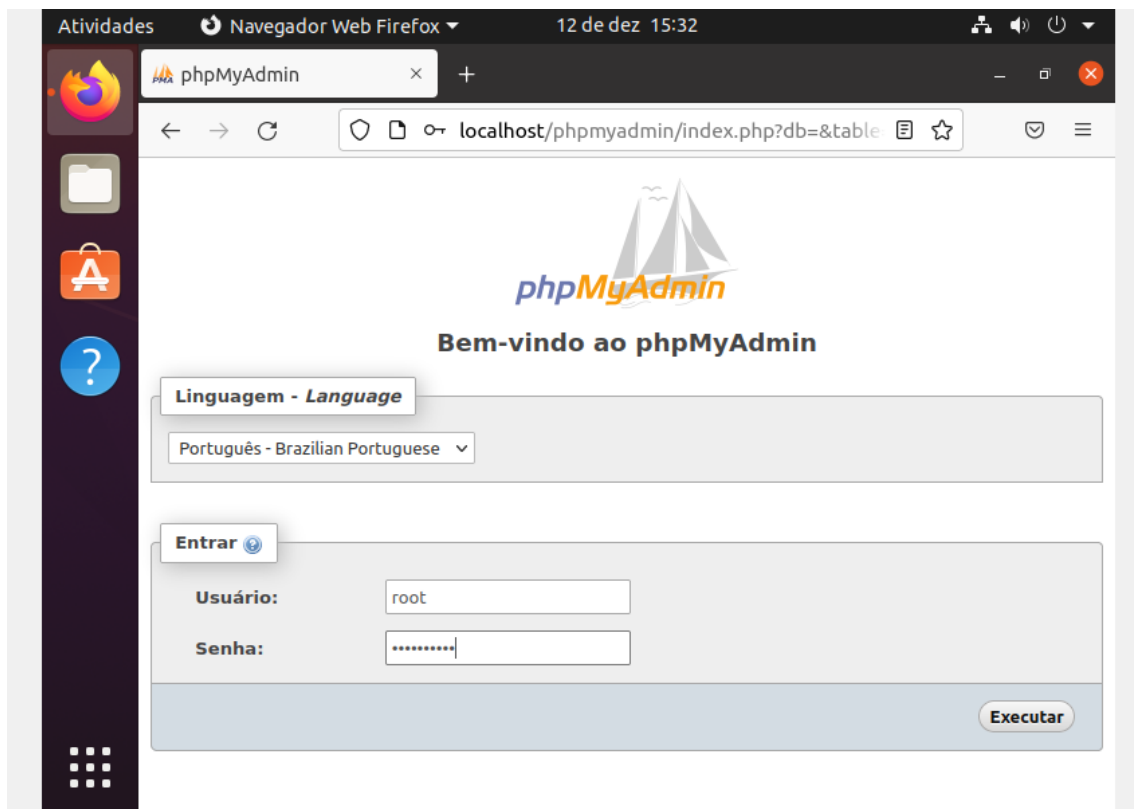 Atividades Navegador Web Firefox 12 de dez 15:32
PMA phpMyAdmin
localhost/phpmyadmin/index.php?db=&table
phpMyAdmin
Bem-vindo ao phpMyAdmin
Linguagem - Language
Português - Brazilian Portuguese
Entrar
Usuário: root
Senha: ••••••••••
Executar